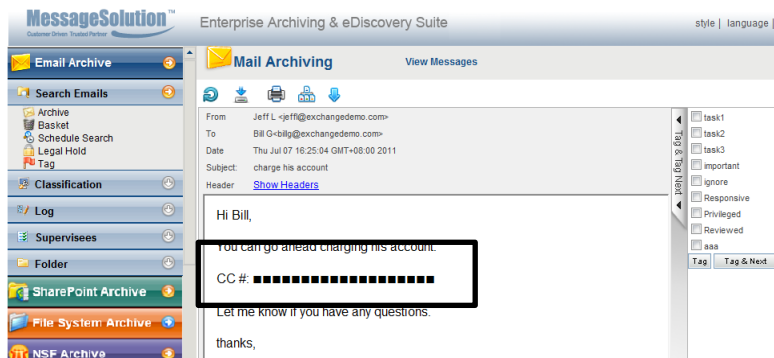 MessageSolution™
Customer Driven Trusted Partner
Enterprise Archiving & eDiscovery Suite
style | language |
Email Archive
Search Emails
Archive
Basket
Schedule Search
Legal Hold
Tag
Classification
Log
Supervisees
Folder
SharePoint Archive
File System Archive
NSF Archive
Mail Archiving
View Messages
From Jeff L <jeffl@exchangedemo.com>
To Bill G<billg@exchangedemo.com>
Date Thu Jul 07 16:25:04 GMT+08:00 2011
Subject: charge his account
Header Show Headers
Hi Bill,
You can go ahead charging his account.
CC #: ■■■■■■■■■■■■■■■■■■■
Let me know if you have any questions.
thanks,
Tag & Tag Next
task1
task2
task3
important
ignore
Responsive
Privileged
Reviewed
aaa
Tag Tag & Next